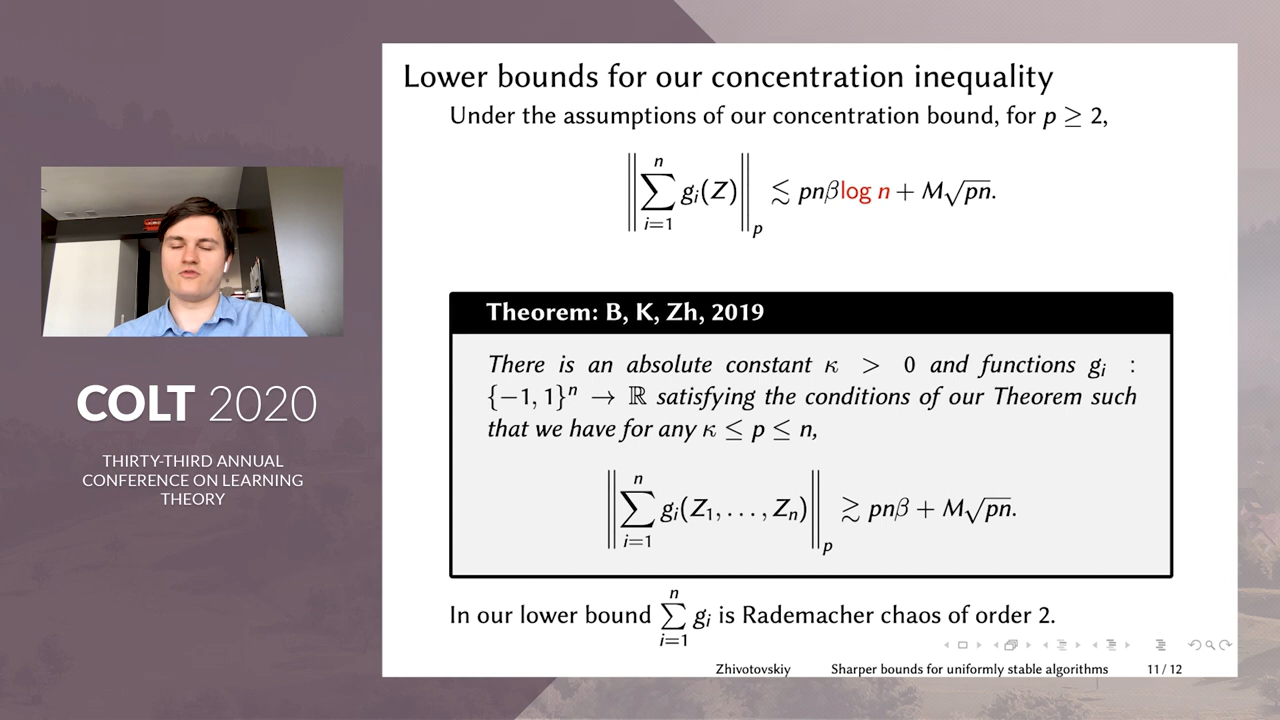 Lower bounds for our concentration inequality
Under the assumptions of our concentration bound, for p ≥ 2,
‖∑_{i=1}^{n} g_i(Z)‖_p ≲ pnβ log n + M√pn.
Theorem: B, K, Zh, 2019
There is an absolute constant κ > 0 and functions g_i :
{−1, 1}^n → ℝ satisfying the conditions of our Theorem such
that we have for any κ ≤ p ≤ n,
‖∑_{i=1}^{n} g_i(Z_1, . . . , Z_n)‖_p ≳ pnβ + M√pn.
In our lower bound ∑_{i=1}^{n} g_i is Rademacher chaos of order 2.
Zhivotovskiy Sharper bounds for uniformly stable algorithms 11 / 12
COLT 2020
THIRTY-THIRD ANNUAL
CONFERENCE ON LEARNING
THEORY